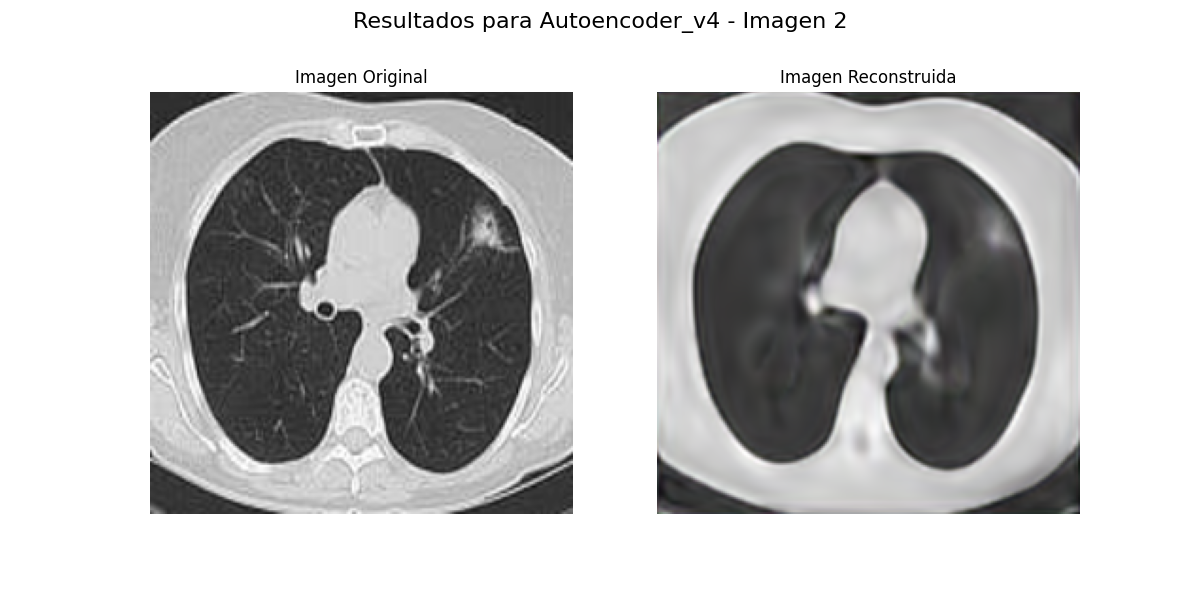 Resultados para Autoencoder_v4 - Imagen 2
Imagen Original
Imagen Reconstruida